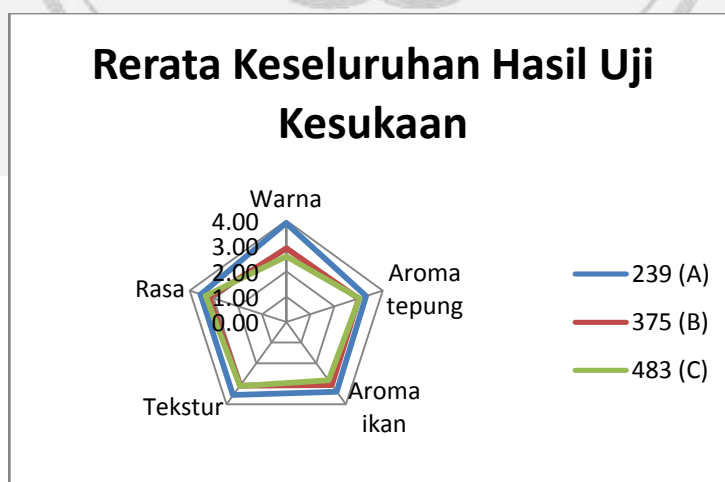 Rerata Keseluruhan Hasil Uji
Kesukaan
Warna
4.00
3.00
2.00
1.00
0.00
Aroma
tepung
Aroma
ikan
Tekstur
Rasa
239 (A)
375 (B)
483 (C)